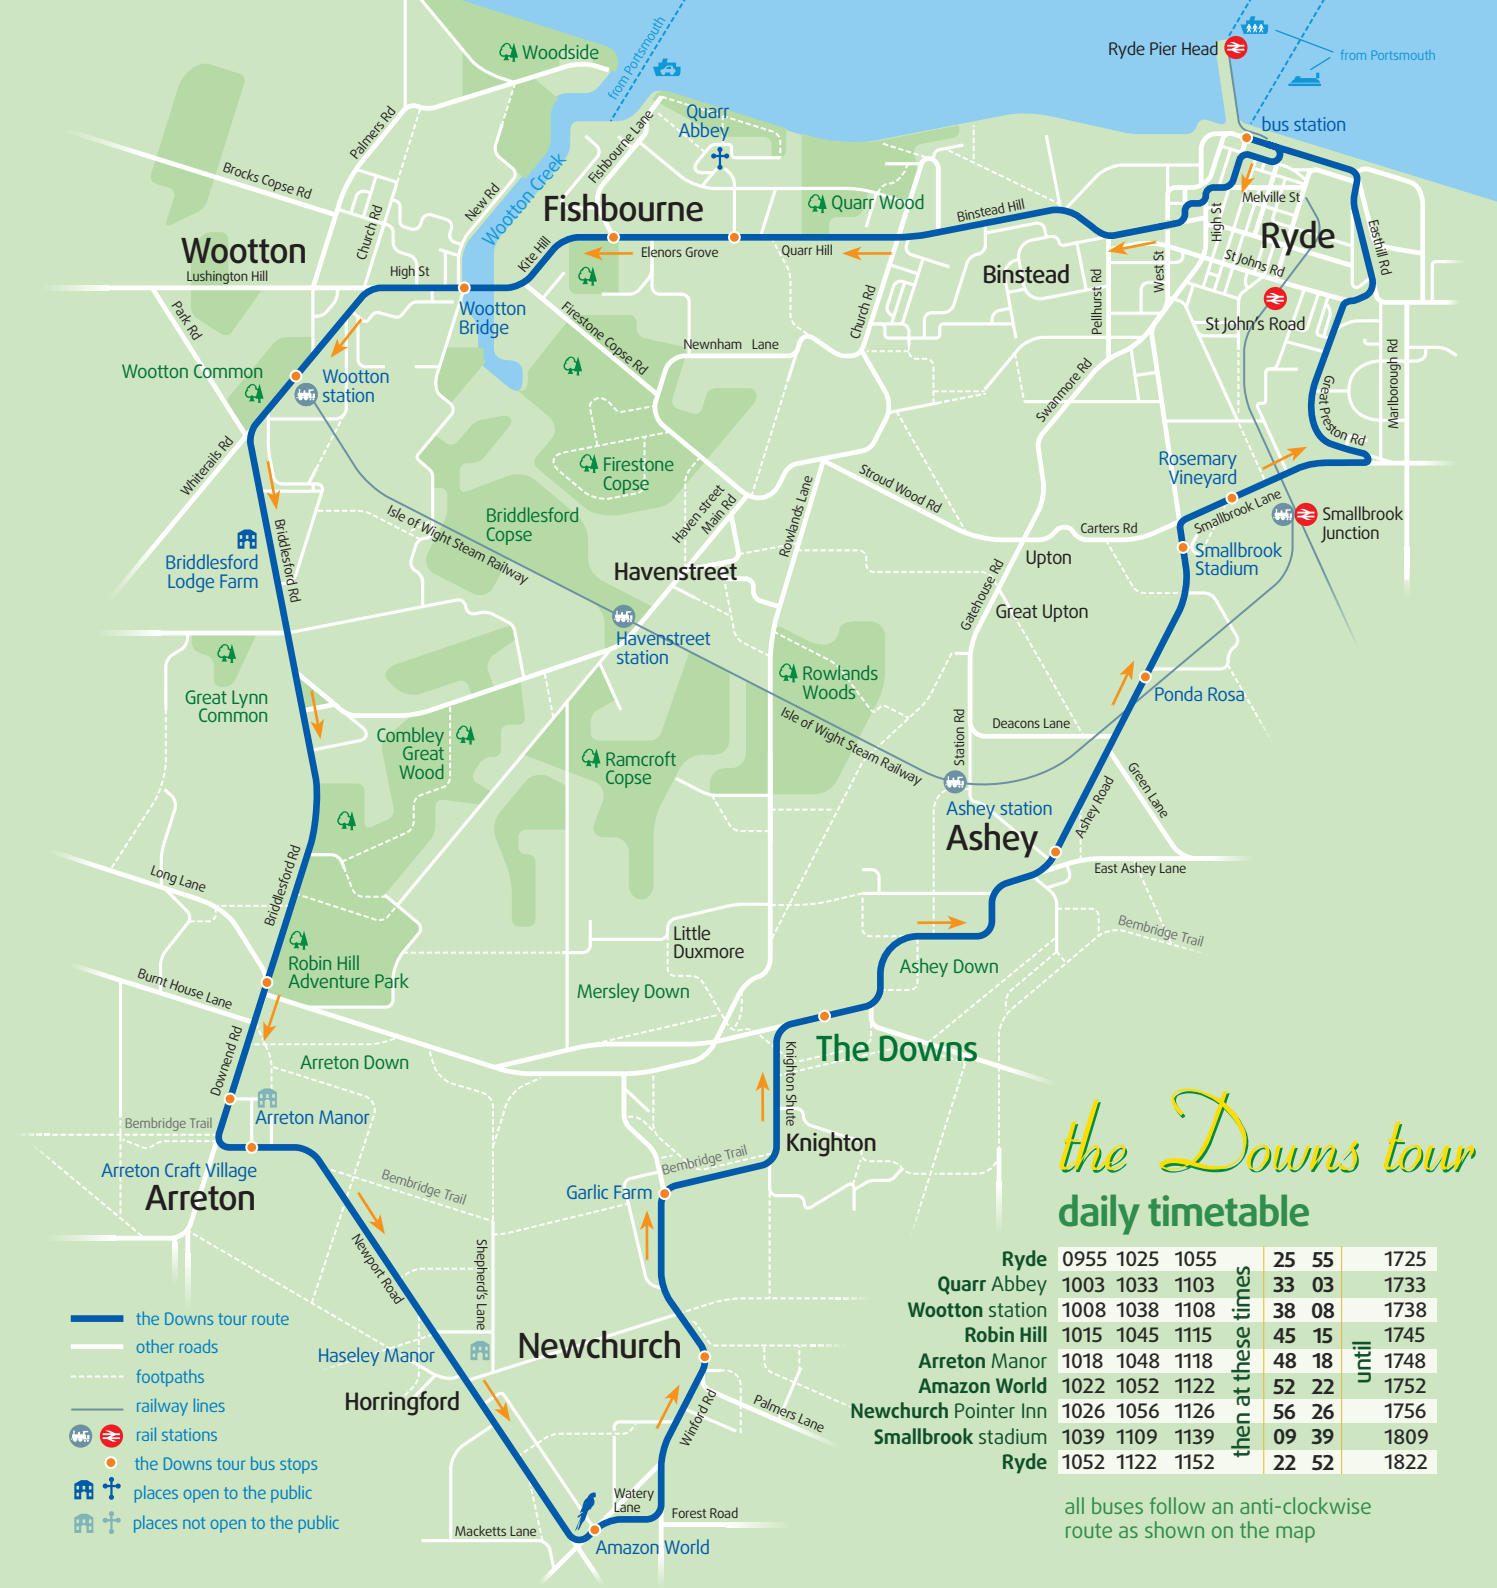 Woodside
from Portsmouth
Ryde Pier Head
from Portsmouth
bus station
Quarr
Abbey
Palmers Rd
Fishbourne Lane
Brocks Copse Rd
New Rd
Wootton Creek
Church Rd
Fishbourne
Quarr Wood
Binstead Hill
Melville St
High St
Ryde
Easthill Rd
Wootton
Lushington Hill
High St
Kite Hill
Elenors Grove
Quarr Hill
Binstead
West St
St Johns Rd
Pellhurst Rd
Park Rd
Wootton
Bridge
Firestone Copse Rd
Church Rd
St John's Road
Newnham Lane
Marlborough Rd
Wootton Common
Wootton
station
Swanmore Rd
Great Preston Rd
Whiterails Rd
Firestone
Copse
Stroud Wood Rd
Rosemary
Vineyard
Smallbrook Lane
Haven street
Main Rd
Rowlands Lane
Briddlesford
Copse
Isle of Wight Steam Railway
Carters Rd
Smallbrook
Junction
Briddlesford
Lodge Farm
Briddlesford Rd
Havenstreet
Upton
Smallbrook
Stadium
Gatehouse Rd
Great Upton
Havenstreet
station
Great Lynn
Common
Rowlands
Woods
Ponda Rosa
Combley
Great
Wood
Isle of Wight Steam Railway
Station Rd
Deacons Lane
Ramcroft
Copse
Green Lane
Ashey station
Ashey
Ashey Road
East Ashey Lane
Long Lane
Briddlesford Rd
Little
Duxmore
Bembridge Trail
Robin Hill
Adventure Park
Burnt House Lane
Mersley Down
Ashey Down
Arreton Down
The Downs
Downend Rd
Knighton Shute
Bembridge Trail
Arreton Manor
Knighton
Bembridge Trail
Arreton Craft Village
Arreton
Bembridge Trail
Garlic Farm
Newport Road
Shepherd's Lane
Haseley Manor
Newchurch
Horringford
Winford Rd
Palmers Lane
Watery
Lane
Forest Road
Macketts Lane
Amazon World
the Downs tour route
other roads
footpaths
railway lines
rail stations
the Downs tour bus stops
places open to the public
places not open to the public
the Downs tour
daily timetable
Ryde 0955 1025 1055 25 55 1725
Quarr Abbey 1003 1033 1103 33 03 1733
Wootton station 1008 1038 1108 38 08 1738
Robin Hill 1015 1045 1115 45 15 1745
Arreton Manor 1018 1048 1118 48 18 1748
Amazon World 1022 1052 1122 52 22 1752
Newchurch Pointer Inn 1026 1056 1126 56 26 1756
Smallbrook stadium 1039 1109 1139 09 39 1809
Ryde 1052 1122 1152 22 52 1822
then at these times
until
all buses follow an anti-clockwise
route as shown on the map